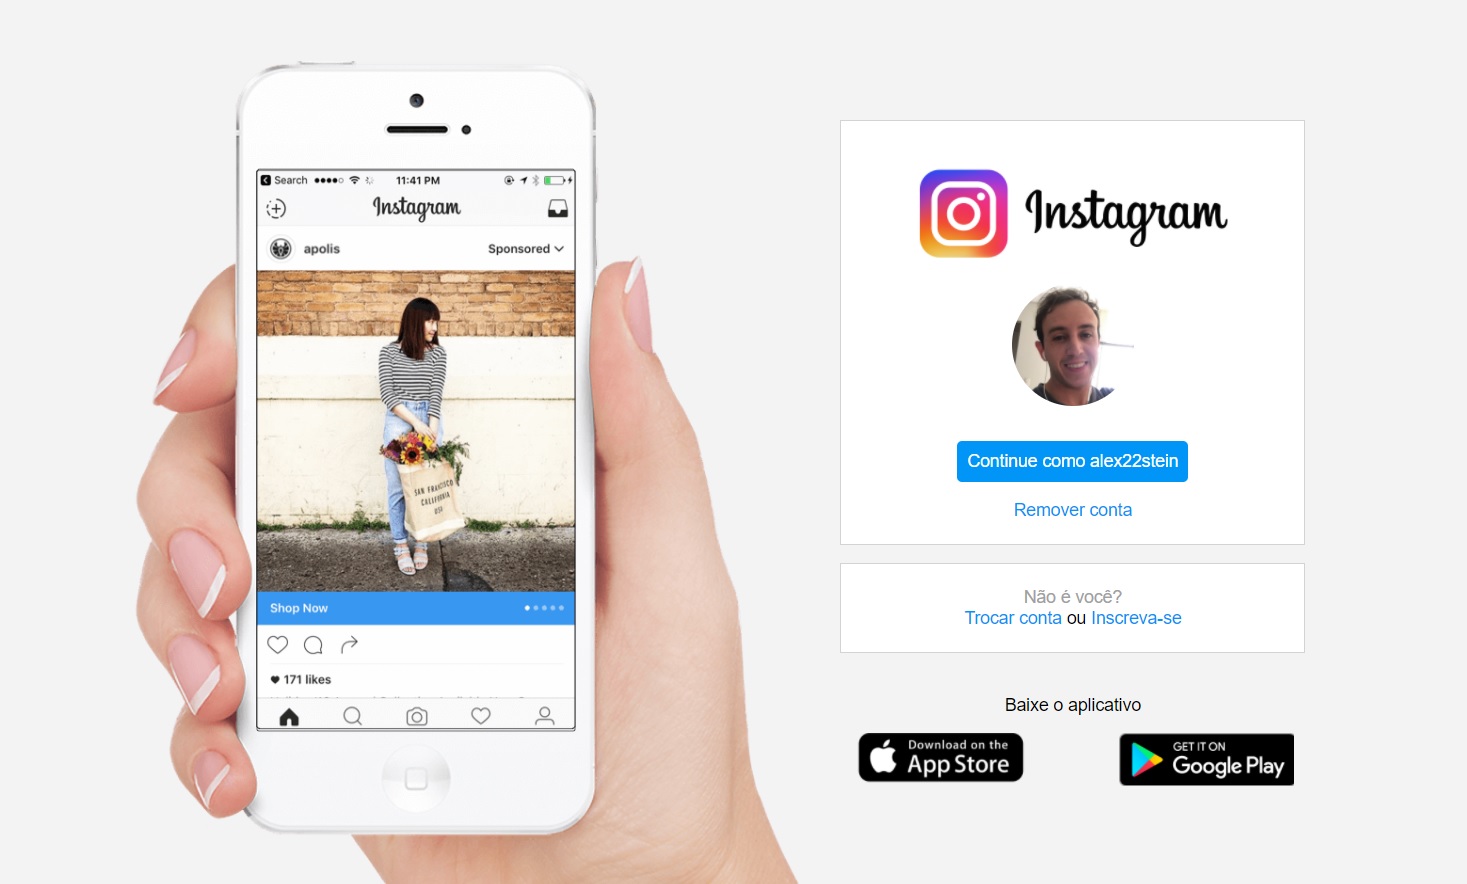 Search
11:41 PM
Instagram
apolis
Sponsored
SAN FRANCISCO
CALIFORNIA
USA
Shop Now
171 likes
Instagram
Continue como alex22stein
Remover conta
Não é você?
Trocar conta ou Inscreva-se
Baixe o aplicativo
Download on the
App Store
GET IT ON
Google Play